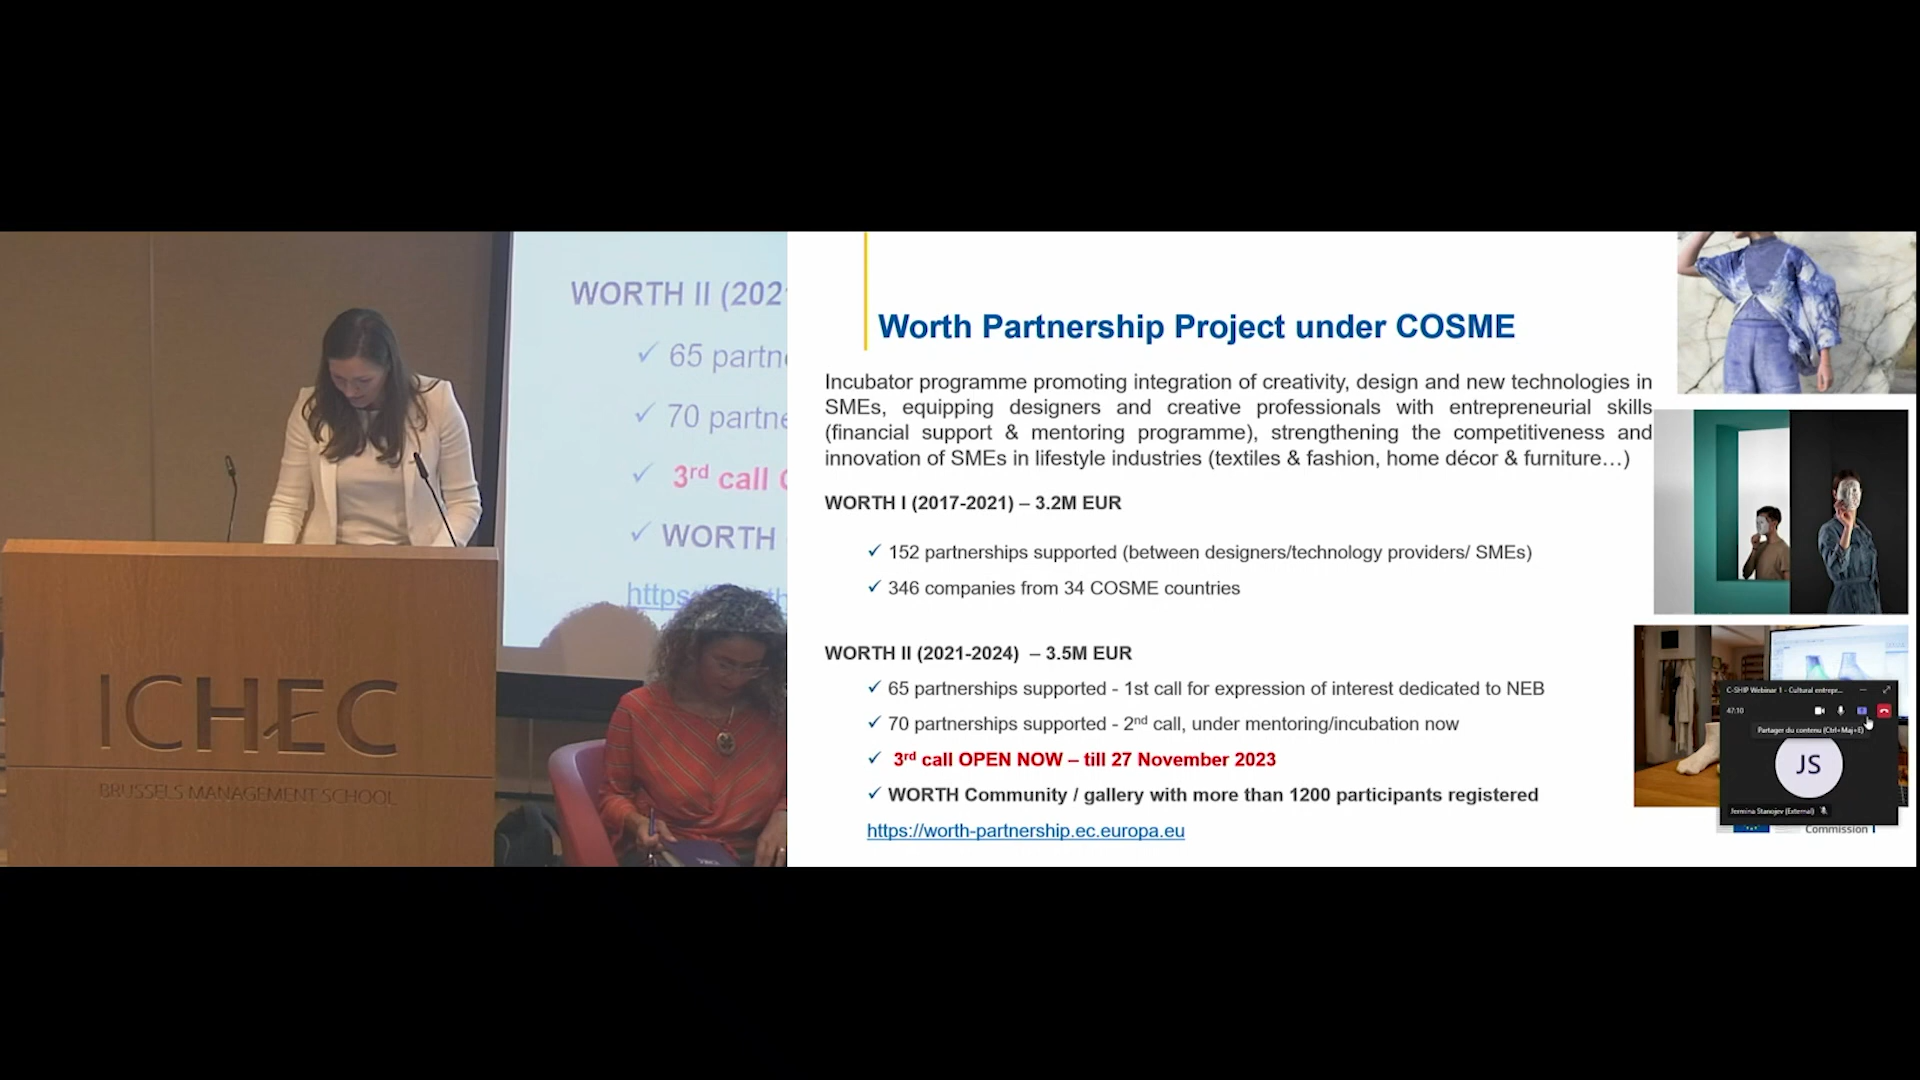 WORTH II (202
✓ 65 partne
✓ 70 partne
✓ 3rd call
✓ WORTH
https
ICHEC
BRUSSELS MANAGEMENT SCHOOL
Worth Partnership Project under COSME
Incubator programme promoting integration of creativity, design and new technologies in
SMEs, equipping designers and creative professionals with entrepreneurial skills
(financial support & mentoring programme), strengthening the competitiveness and
innovation of SMEs in lifestyle industries (textiles & fashion, home décor & furniture…)
WORTH I (2017-2021) – 3.2M EUR
✓ 152 partnerships supported (between designers/technology providers/ SMEs)
✓ 346 companies from 34 COSME countries
WORTH II (2021-2024) – 3.5M EUR
✓ 65 partnerships supported - 1st call for expression of interest dedicated to NEB
✓ 70 partnerships supported - 2nd call, under mentoring/incubation now
✓ 3rd call OPEN NOW – till 27 November 2023
✓ WORTH Community / gallery with more than 1200 participants registered
https://worth-partnership.ec.europa.eu
C-SHIP Webinar 1 - Cultural entrepr...
47:10
Partager du contenu (Ctrl+Maj+E)
JS
Jermina Stanojev (External)
Commission